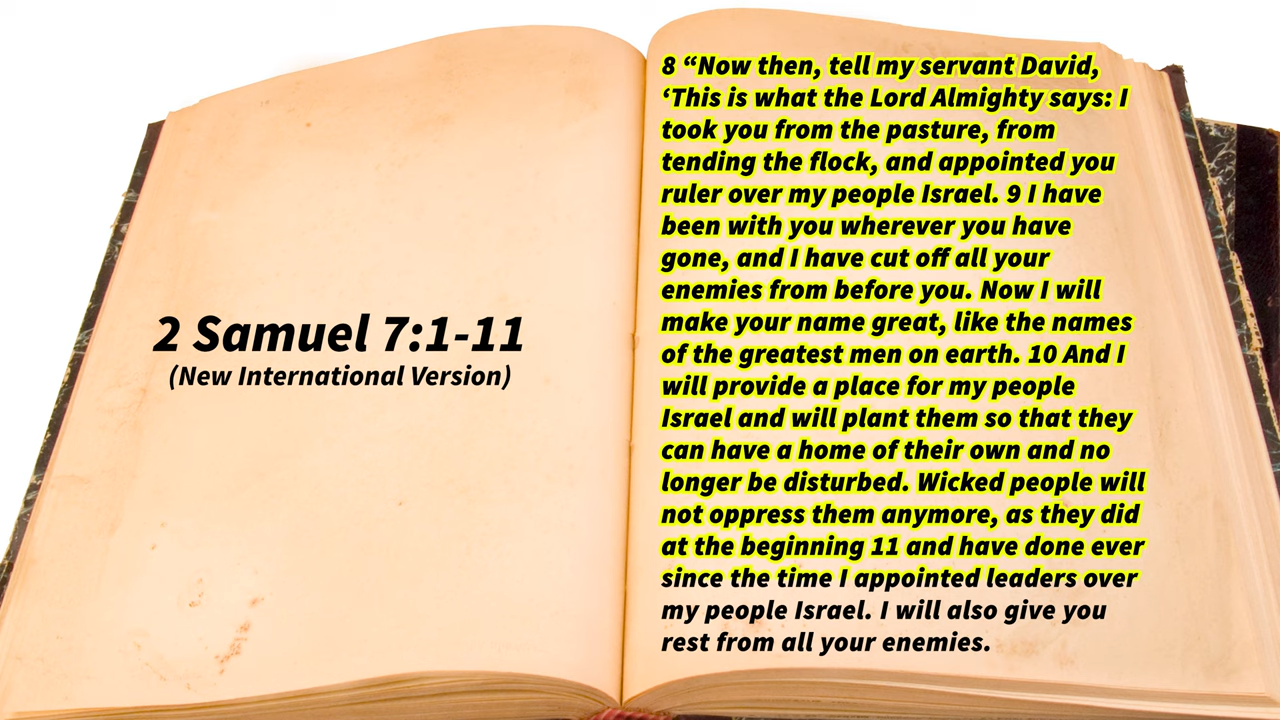 2 Samuel 7:1-11
(New International Version)
8 “Now then, tell my servant David,
‘This is what the Lord Almighty says: I
took you from the pasture, from
tending the flock, and appointed you
ruler over my people Israel. 9 I have
been with you wherever you have
gone, and I have cut off all your
enemies from before you. Now I will
make your name great, like the names
of the greatest men on earth. 10 And I
will provide a place for my people
Israel and will plant them so that they
can have a home of their own and no
longer be disturbed. Wicked people will
not oppress them anymore, as they did
at the beginning 11 and have done ever
since the time I appointed leaders over
my people Israel. I will also give you
rest from all your enemies.